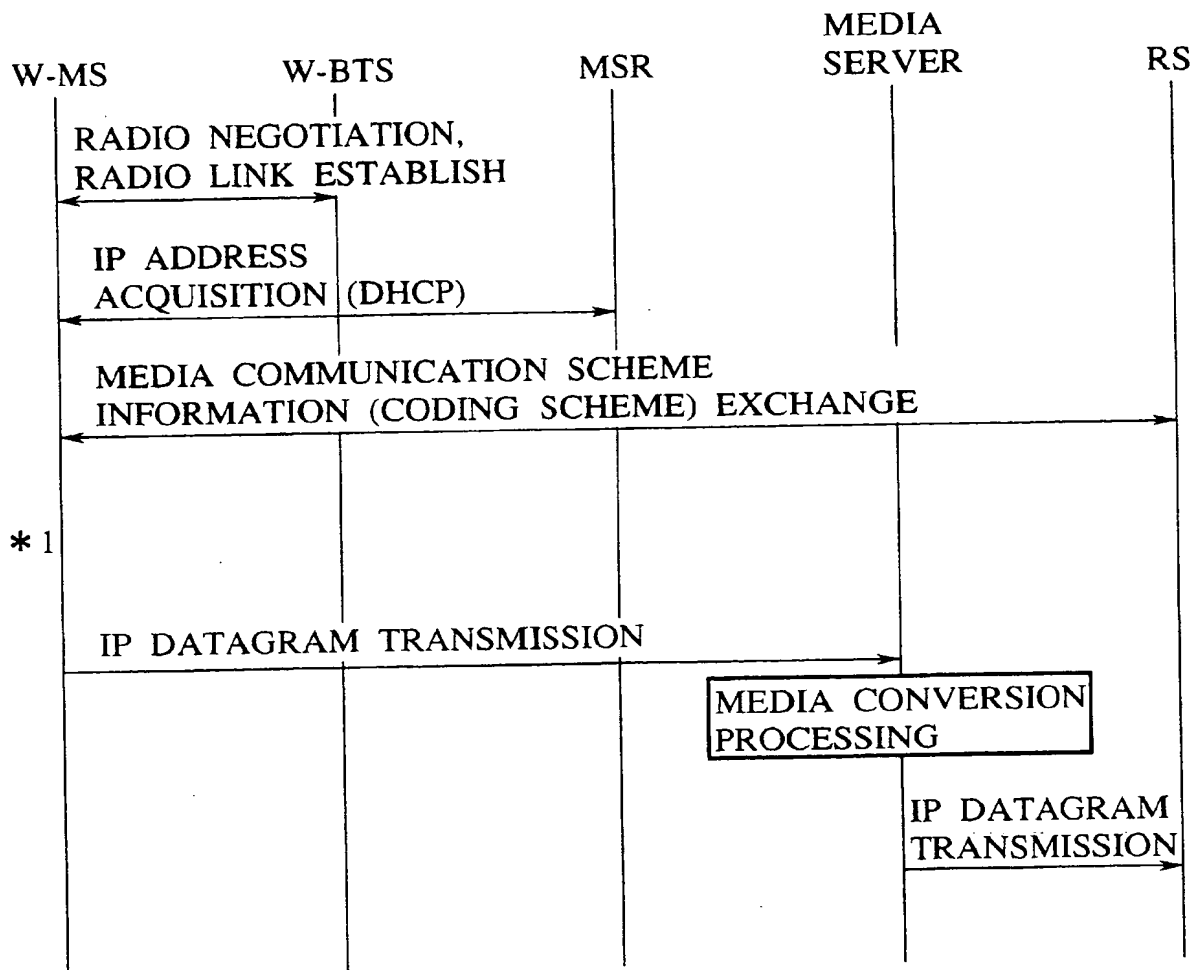 W-MS
W-BTS
MSR
MEDIA
SERVER
RS
RADIO NEGOTIATION,
RADIO LINK ESTABLISH
IP ADDRESS
ACQUISITION (DHCP)
MEDIA COMMUNICATION SCHEME
INFORMATION (CODING SCHEME) EXCHANGE
* 1
IP DATAGRAM TRANSMISSION
MEDIA CONVERSION
PROCESSING
IP DATAGRAM
TRANSMISSION